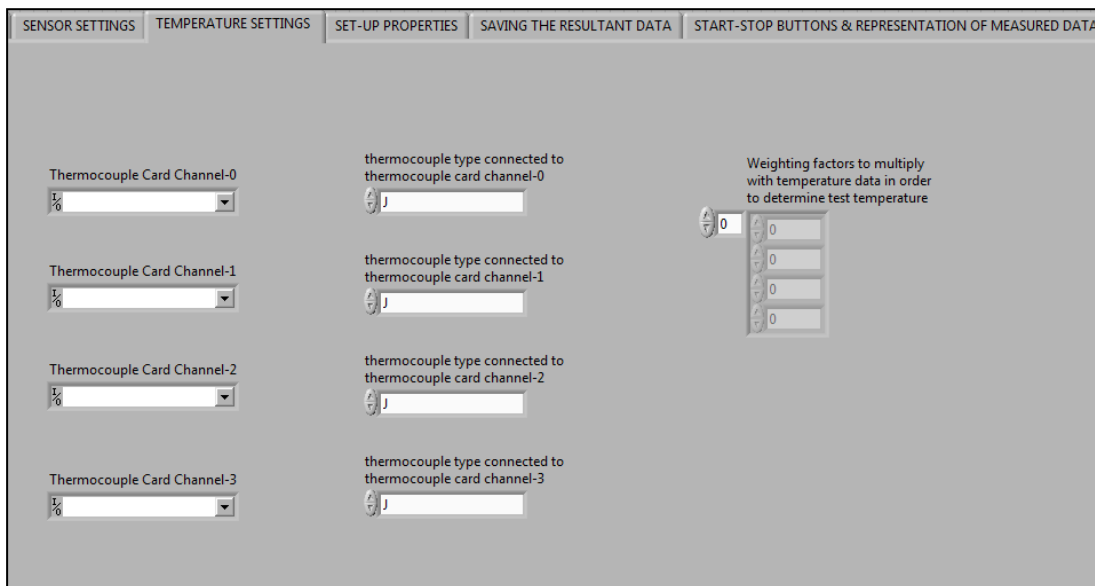 SENSOR SETTINGS
TEMPERATURE SETTINGS
SET-UP PROPERTIES
SAVING THE RESULTANT DATA
START-STOP BUTTONS & REPRESENTATION OF MEASURED DATA
Thermocouple Card Channel-0
thermocouple type connected to
thermocouple card channel-0
J
Thermocouple Card Channel-1
thermocouple type connected to
thermocouple card channel-1
J
Thermocouple Card Channel-2
thermocouple type connected to
thermocouple card channel-2
J
Thermocouple Card Channel-3
thermocouple type connected to
thermocouple card channel-3
J
Weighting factors to multiply
with temperature data in order
to determine test temperature
0
0
0
0
0